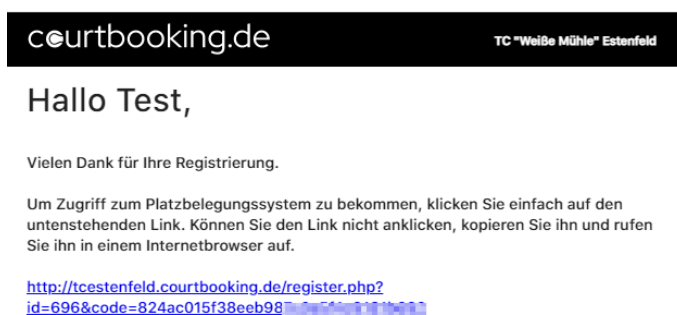 courtbooking.de
TC "Weiße Mühle" Estenfeld
Hallo Test,
Vielen Dank für Ihre Registrierung.
Um Zugriff zum Platzbelegungssystem zu bekommen, klicken Sie einfach auf den
untenstehenden Link. Können Sie den Link nicht anklicken, kopieren Sie ihn und rufen
Sie ihn in einem Internetbrowser auf.
http://tcestenfeld.courtbooking.de/register.php?
id=696&code=824ac015f38eeb98